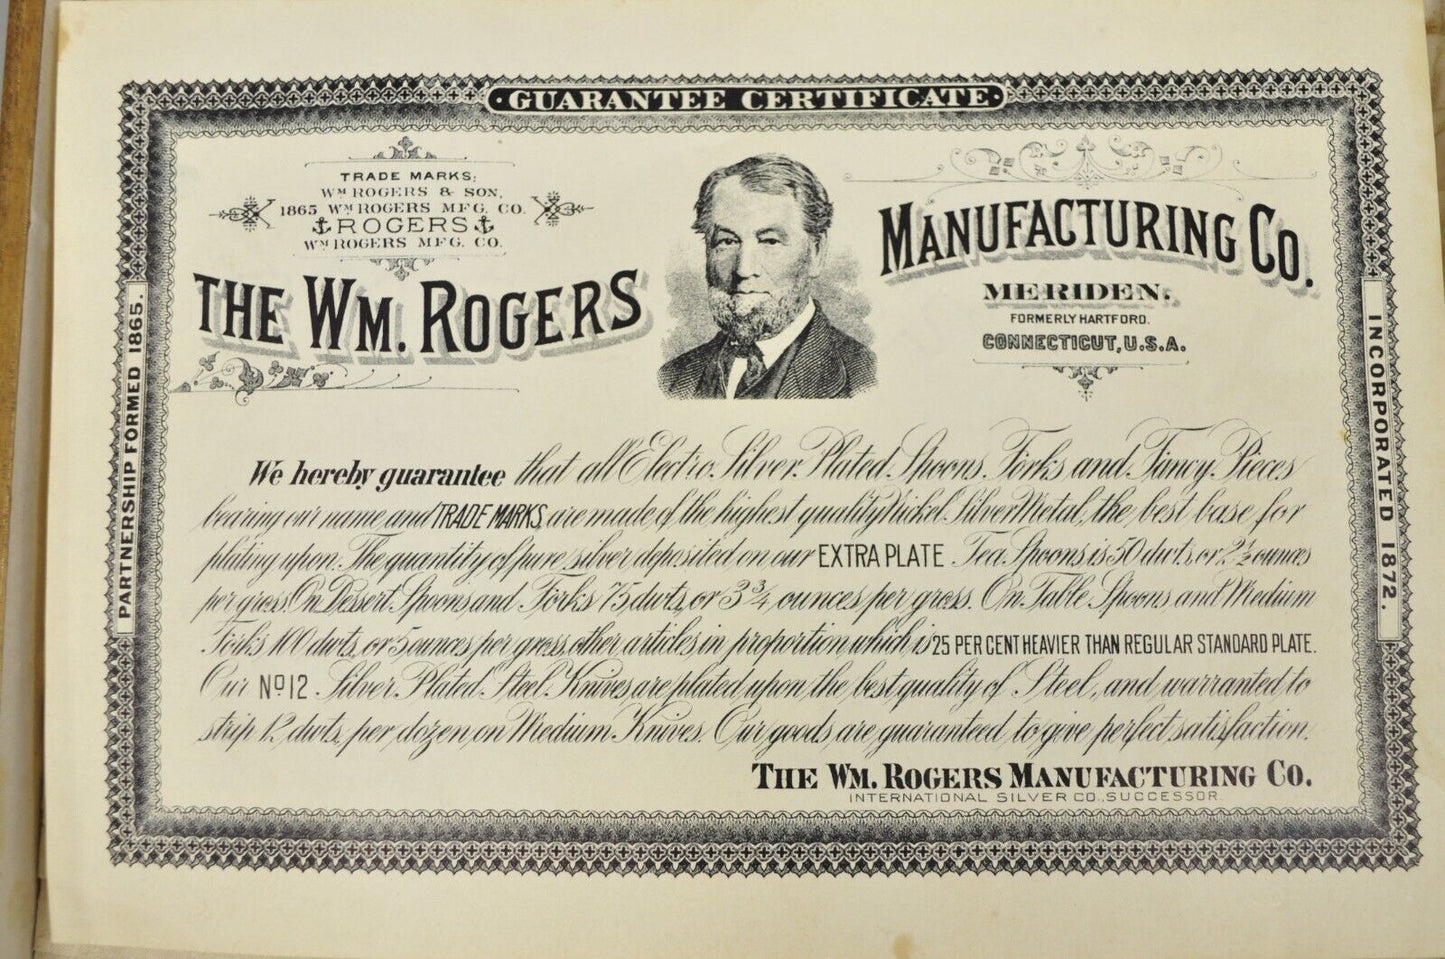 GUARANTEE CERTIFICATE
TRADE MARKS:
WM ROGERS & SON.
1865 WM ROGERS MFG. CO.
ROGERS
WM ROGERS MFG. CO.
THE WM. ROGERS
MANUFACTURING CO.
MERIDEN.
FORMERLY HARTFORD.
CONNECTICUT, U.S.A.
PARTNERSHIP FORMED 1865.
INCORPORATED 1872.
We hereby guarantee that all Electro Silver Plated Spoons, Forks and Fancy Pieces
bearing our name and TRADE MARKS, are made of the highest quality Nickel Silver Metal, the best base for
plating upon. The quantity of pure silver deposited on our EXTRA PLATE Tea Spoons is 50 dwts. or 2½ ounces
per gross. On Dessert Spoons and Forks 75 dwts, or 3¾ ounces per gross. On Table Spoons and Medium
Forks 100 dwts, or 5 ounces per gross, other articles in proportion which is 25 PER CENT HEAVIER THAN REGULAR STANDARD PLATE.
Our No 12. Silver Plated Steel Knives are plated upon the best quality of Steel, and warranted to
strip 12 dwts, per dozen on Medium Knives. Our goods are guaranteed to give perfect satisfaction.
THE WM. ROGERS MANUFACTURING CO.
INTERNATIONAL SILVER CO., SUCCESSOR.